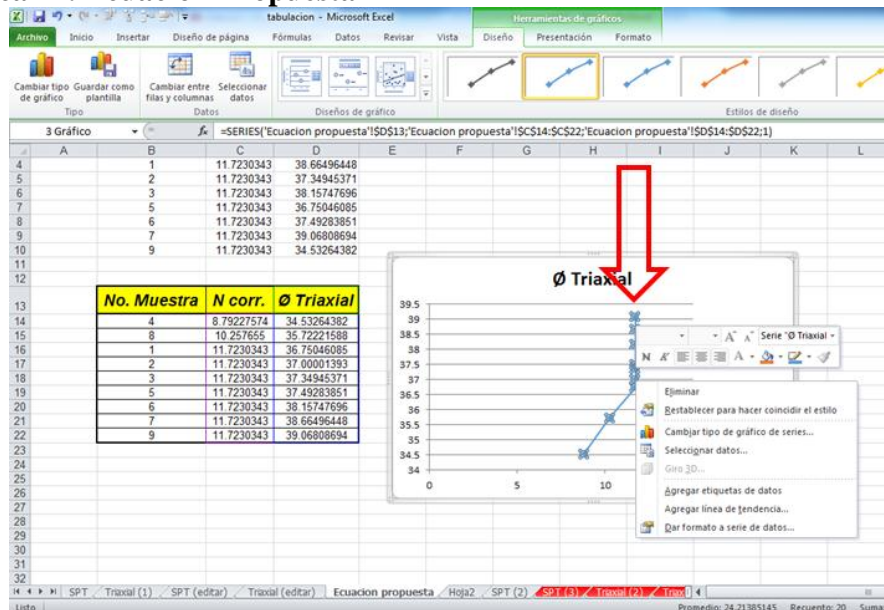 tabulacion - Microsoft Excel
Herramientas de gráficos
Archivo Inicio Insertar Diseño de página Fórmulas Datos Revisar Vista Diseño Presentación Formato
Cambiar tipo de gráfico
Guardar como plantilla
Cambiar entre filas y columnas
Seleccionar datos
Tipo Datos Diseños de gráfico Estilos de diseño
3 Gráfico fx =SERIES('Ecuacion propuesta'!$D$13;'Ecuacion propuesta'!$C$14:$C$22;'Ecuacion propuesta'!$D$14:$D$22;1)
A B C D E F G H I J K L
4 1 11.7230343 38.66496448
5 2 11.7230343 37.34945371
6 3 11.7230343 38.15747696
7 5 11.7230343 36.75046085
8 6 11.7230343 37.49283851
9 7 11.7230343 39.06808694
10 9 11.7230343 34.53264382
11
12
13 No. Muestra N corr. Ø Triaxial
14 4 8.79227574 34.53264382
15 8 10.257655 35.72221588
16 1 11.7230343 36.75046085
17 2 11.7230343 37.00001393
18 3 11.7230343 37.34945371
19 5 11.7230343 37.49283851
20 6 11.7230343 38.15747696
21 7 11.7230343 38.66496448
22 9 11.7230343 39.06808694
23
24
25
26
27
28
29
30
31
32
Ø Triaxial
39.5
39
38.5
38
37.5
37
36.5
36
35.5
35
34.5
34
0 5 10
Serie "Ø Triaxial
N K A
Eliminar
Restablecer para hacer coincidir el estilo
Cambiar tipo de gráfico de series...
Seleccionar datos...
Giro 3D...
Agregar etiquetas de datos
Agregar línea de tendencia...
Dar formato a serie de datos...
SPT Triaxial (1) SPT (editar) Triaxial (editar) Ecuacion propuesta Hoja2 SPT (2) SPT (3) Triaxial (2) Triax
Listo Promedio: 24.21385145 Recuento: 20 Suma